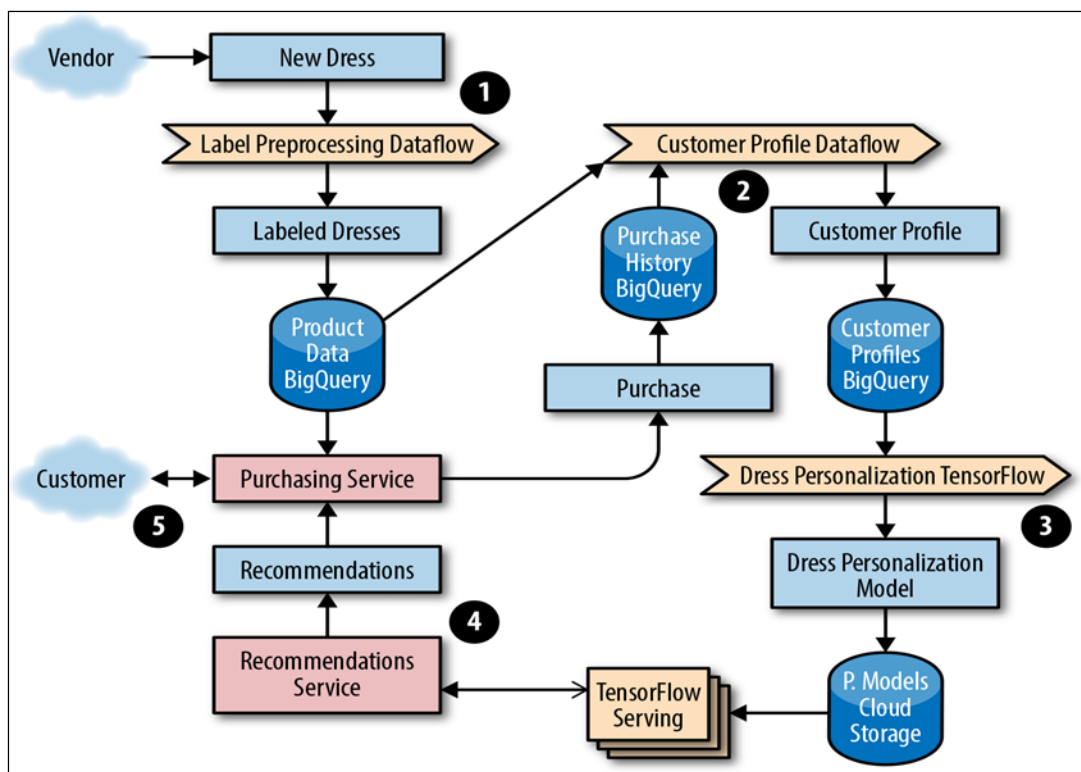 Vendor
New Dress
1
Label Preprocessing Dataflow
Customer Profile Dataflow
2
Labeled Dresses
Purchase
History
BigQuery
Customer Profile
Product
Data
BigQuery
Customer
Profiles
BigQuery
Purchase
Customer
5
Purchasing Service
Dress Personalization TensorFlow
3
Recommendations
Dress Personalization
Model
4
Recommendations
Service
TensorFlow
Serving
P. Models
Cloud
Storage